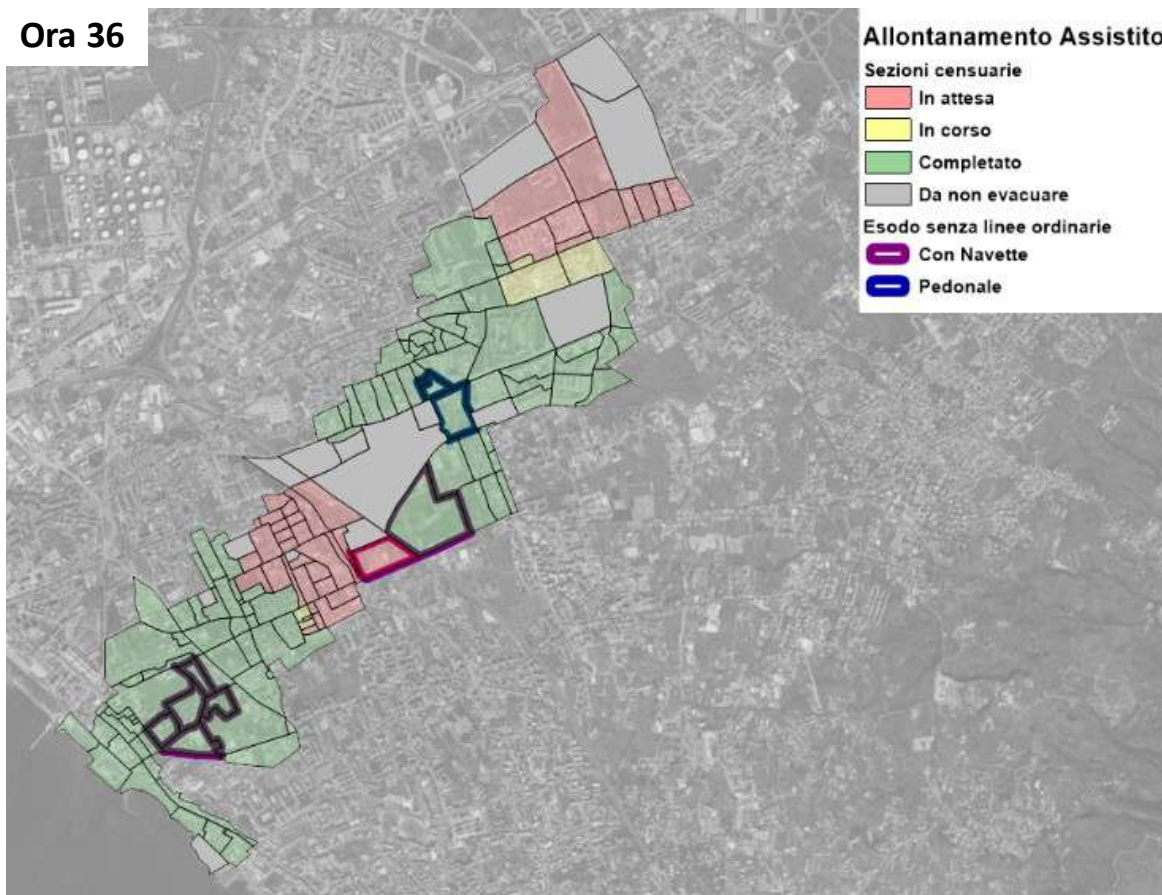 Ora 36
Allontanamento Assistito
Sezioni censuarie
In attesa
In corso
Completato
Da non evacuare
Esodo senza linee ordinarie
Con Navette
Pedonale